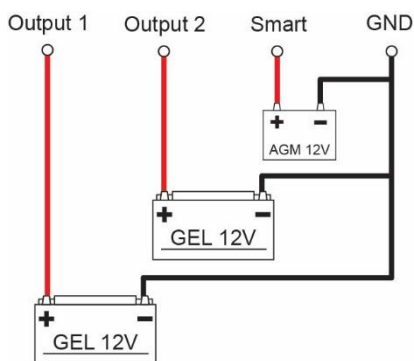 Output 1 Output 2 Smart GND
+ -
AGM 12V
+ -
GEL 12V
+ -
GEL 12V